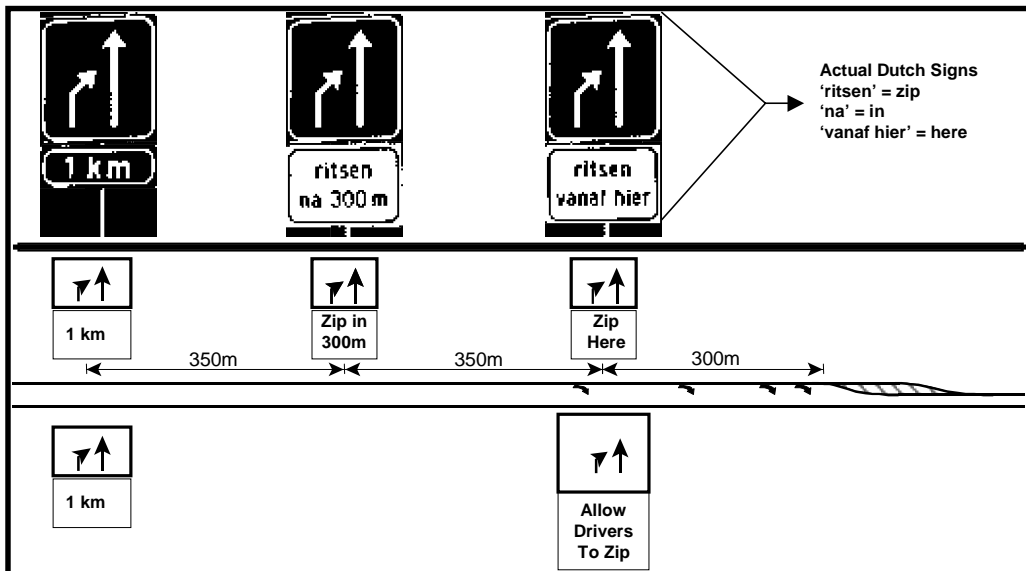 1 km
ritsen
na 300 m
ritsen
vanaf hier
Actual Dutch Signs
‘ritsen’ = zip
‘na’ = in
‘vanaf hier’ = here
1 km
Zip in
300m
Zip
Here
350m
350m
300m
1 km
Allow
Drivers
To Zip